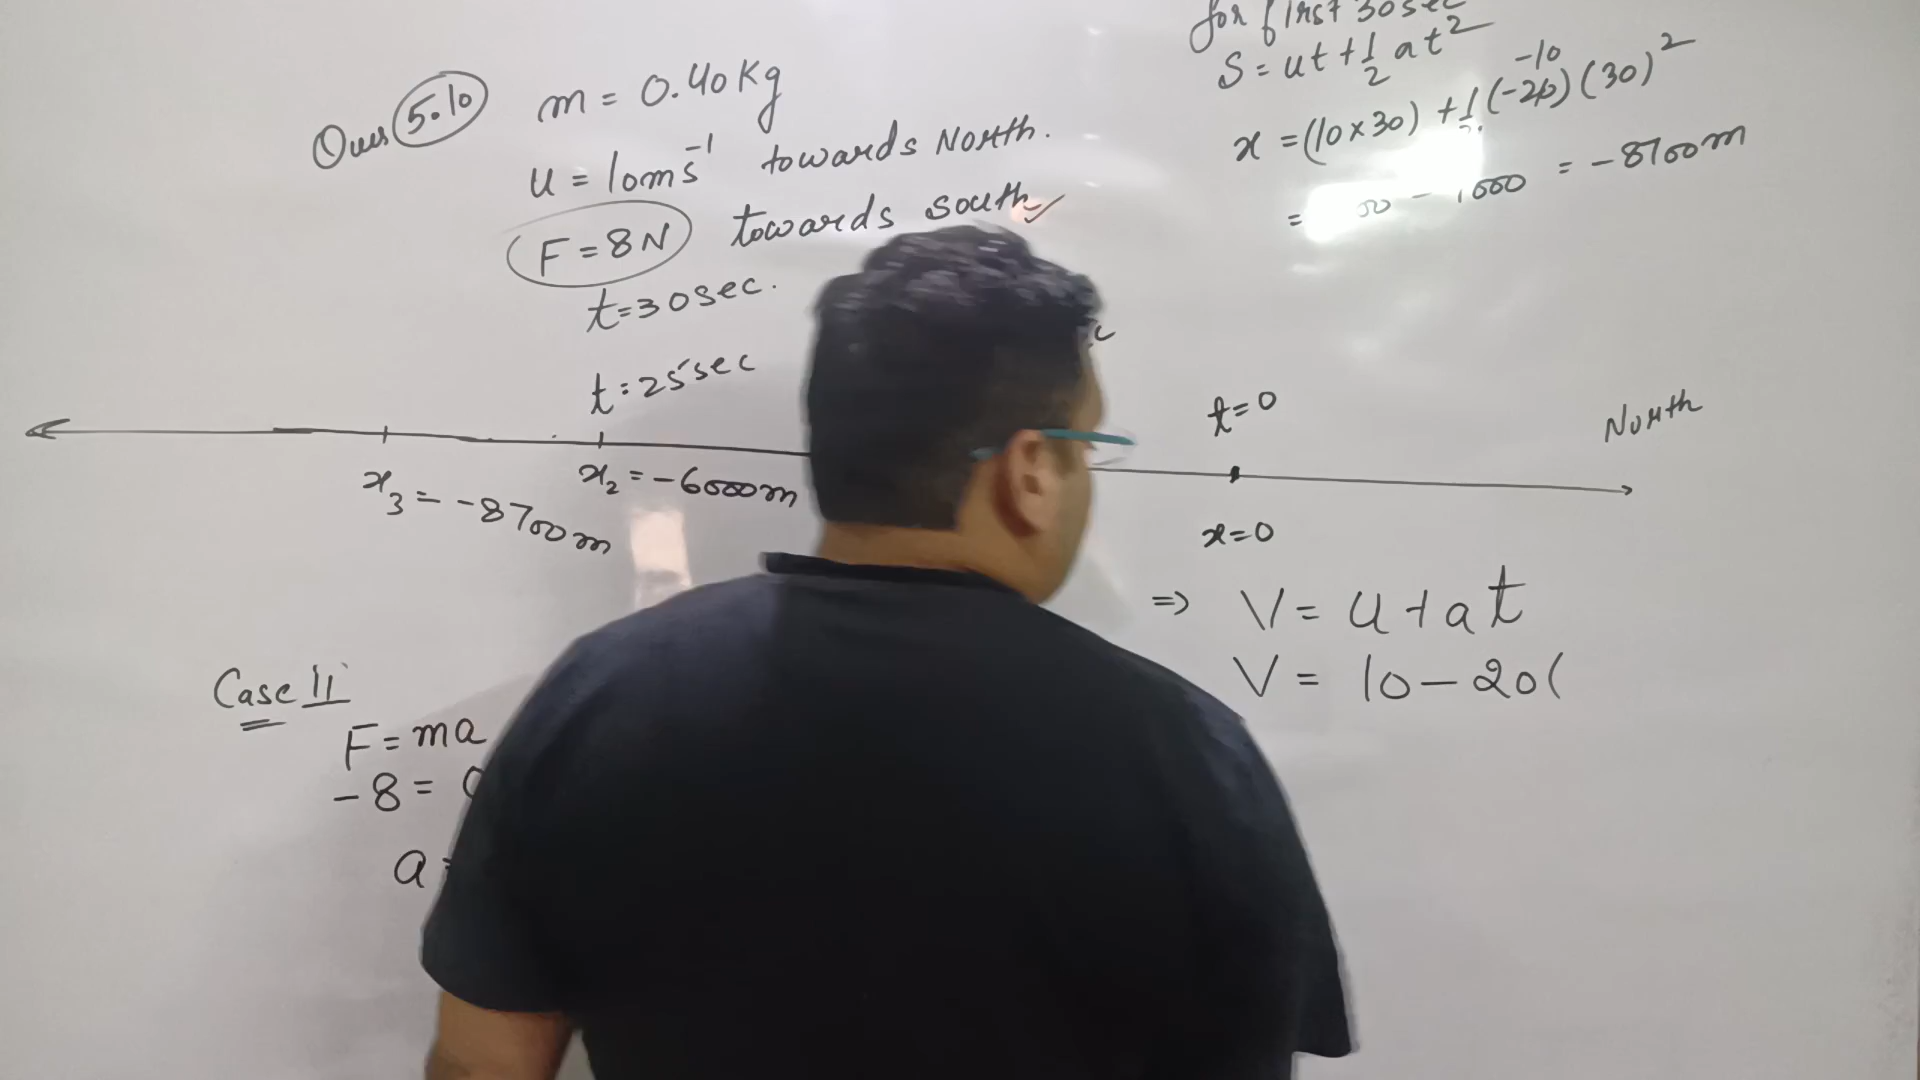 Ques 5.10 m = 0.40 kg
u = 10ms⁻¹ towards North.
F = 8N towards south ✓
t=30sec.
t=25sec
for first 30sec
S = ut + 1/2 at²
-10
x = (10x30) + 1/2 (-20)(30)²
= -8700m
t=0
North
x₃ = -8700m
x₂ = -6000m
x=0
⇒ V = u + at
V = 10 - 20(
Case II
F = ma
-8 =
a =